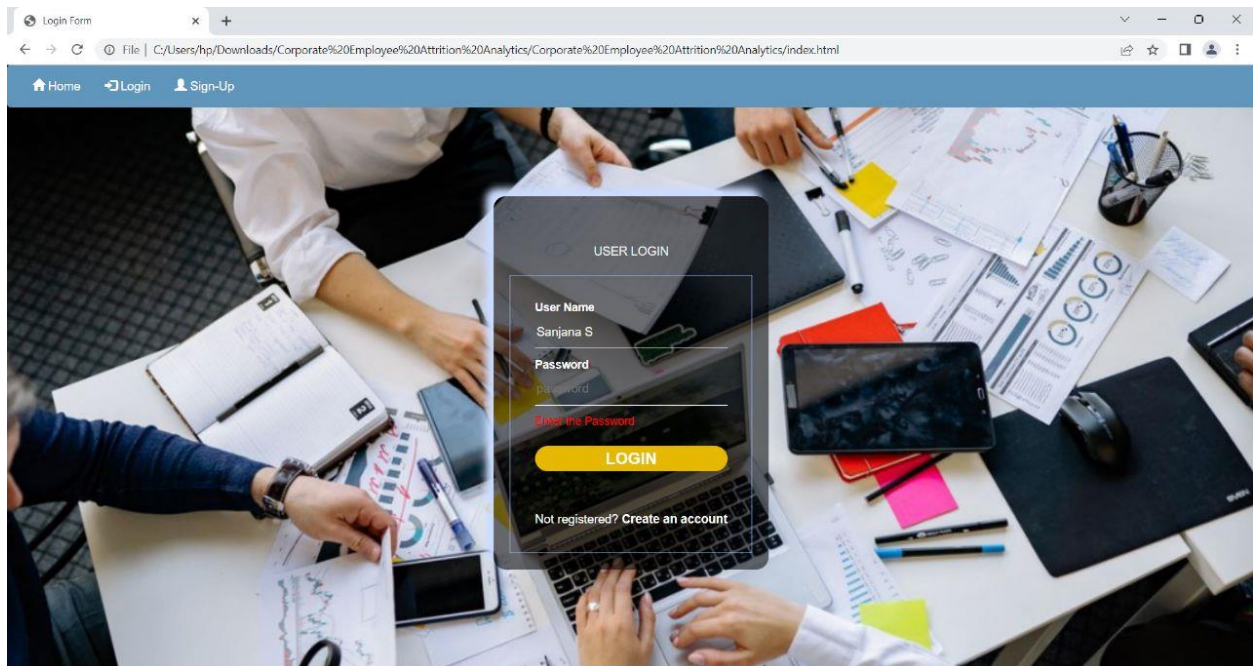 Login Form
File | C:/Users/hp/Downloads/Corporate%20Employee%20Attrition%20Analytics/Corporate%20Employee%20Attrition%20Analytics/index.html
Home Login Sign-Up
USER LOGIN
User Name
Sanjana S
Password
password
Enter the Password
LOGIN
Not registered? Create an account
SVEN